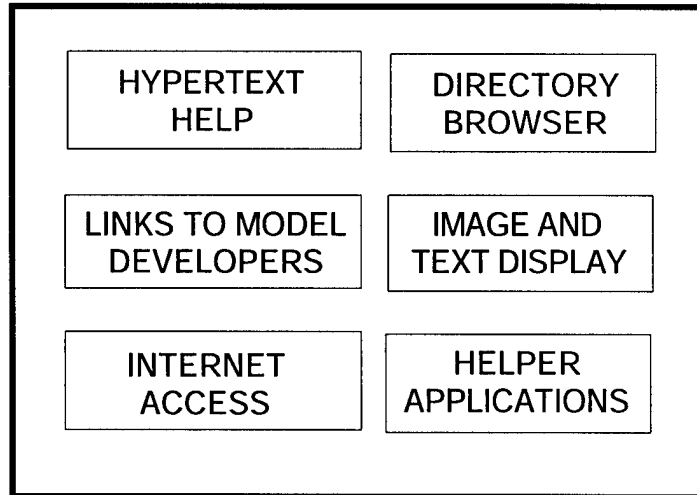 HYPERTEXT
HELP
DIRECTORY
BROWSER
LINKS TO MODEL
DEVELOPERS
IMAGE AND
TEXT DISPLAY
INTERNET
ACCESS
HELPER
APPLICATIONS